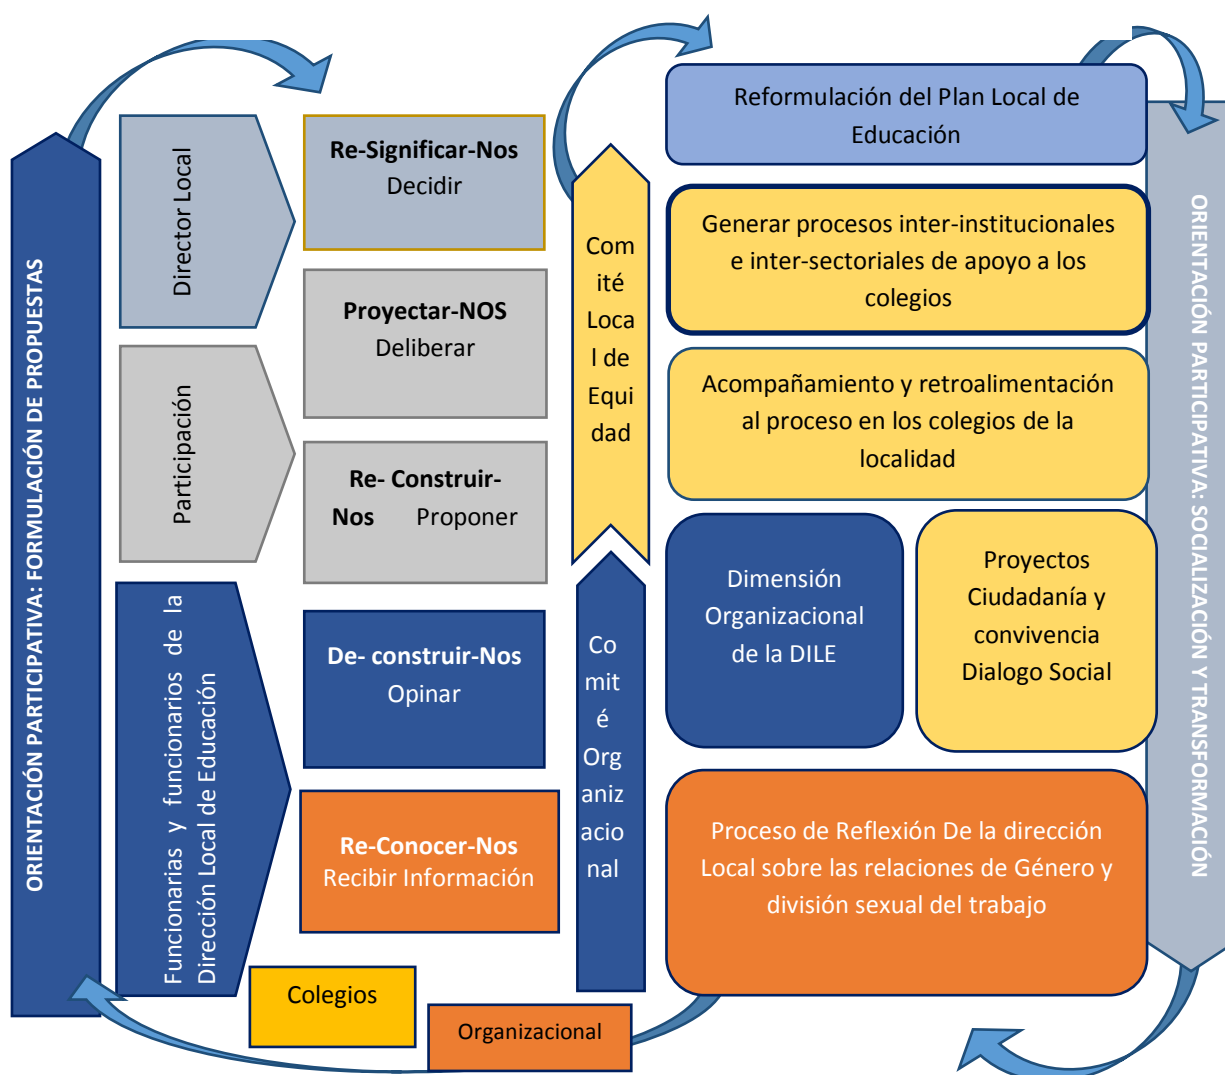 ORIENTACIÓN PARTICIPATIVA: FORMULACIÓN DE PROPUESTAS
Director Local
Participación
Funcionarias y funcionarios de la
Dirección Local de Educación
Re-Significar-Nos
Decidir
Proyectar-NOS
Deliberar
Re- Construir-
Nos Proponer
De- construir-Nos
Opinar
Re-Conocer-Nos
Recibir Información
Colegios
Organizacional
Com
ité
Loca
l de
Equi
dad
Co
mit
é
Org
aniz
acio
nal
Reformulación del Plan Local de
Educación
Generar procesos inter-institucionales
e inter-sectoriales de apoyo a los
colegios
Acompañamiento y retroalimentación
al proceso en los colegios de la
localidad
Dimensión
Organizacional
de la DILE
Proyectos
Ciudadanía y
convivencia
Dialogo Social
Proceso de Reflexión De la dirección
Local sobre las relaciones de Género y
división sexual del trabajo
ORIENTACIÓN PARTICIPATIVA: SOCIALIZACIÓN Y TRANSFORMACIÓN